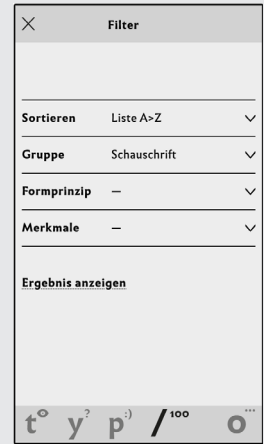 Filter
Sortieren Liste A>Z
Gruppe Schauschrift
Formprinzip –
Merkmale –
Ergebnis anzeigen
t y? p:) /100 o...